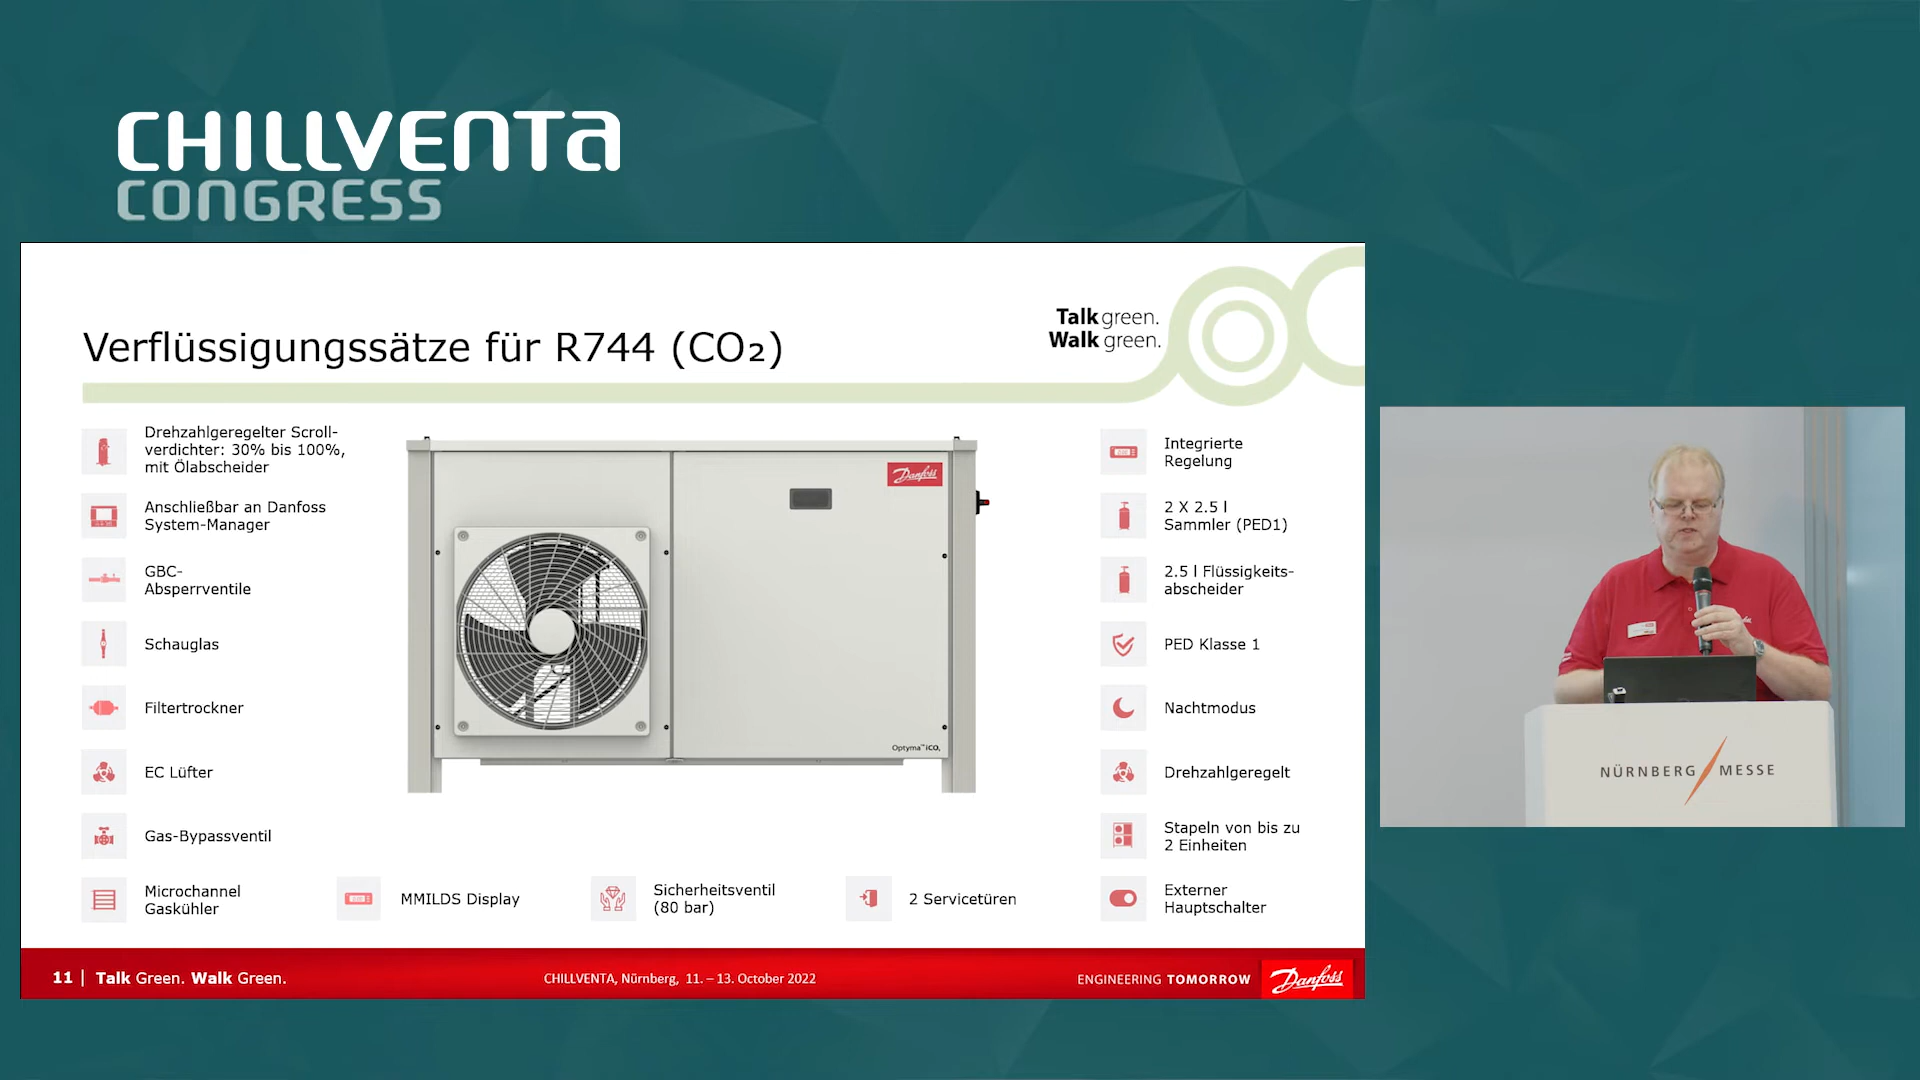 CHILLVENTA
CONGRESS
Talk green.
Walk green.
Verflüssigungssätze für R744 (CO₂)
Drehzahlgeregelter Scroll-
verdichter: 30% bis 100%,
mit Ölabscheider
Anschließbar an Danfoss
System-Manager
GBC-
Absperrventile
Schauglas
Filtertrockner
EC Lüfter
Gas-Bypassventil
Microchannel
Gaskühler
MMILDS Display
Sicherheitsventil
(80 bar)
2 Servicetüren
Danfoss
Optyma™ iCO₂
Integrierte
Regelung
2 X 2.5 l
Sammler (PED1)
2.5 l Flüssigkeits-
abscheider
PED Klasse 1
Nachtmodus
Drehzahlgeregelt
Stapeln von bis zu
2 Einheiten
Externer
Hauptschalter
11 | Talk Green. Walk Green.
CHILLVENTA, Nürnberg, 11. – 13. October 2022
ENGINEERING TOMORROW
Danfoss
NÜRNBERG MESSE